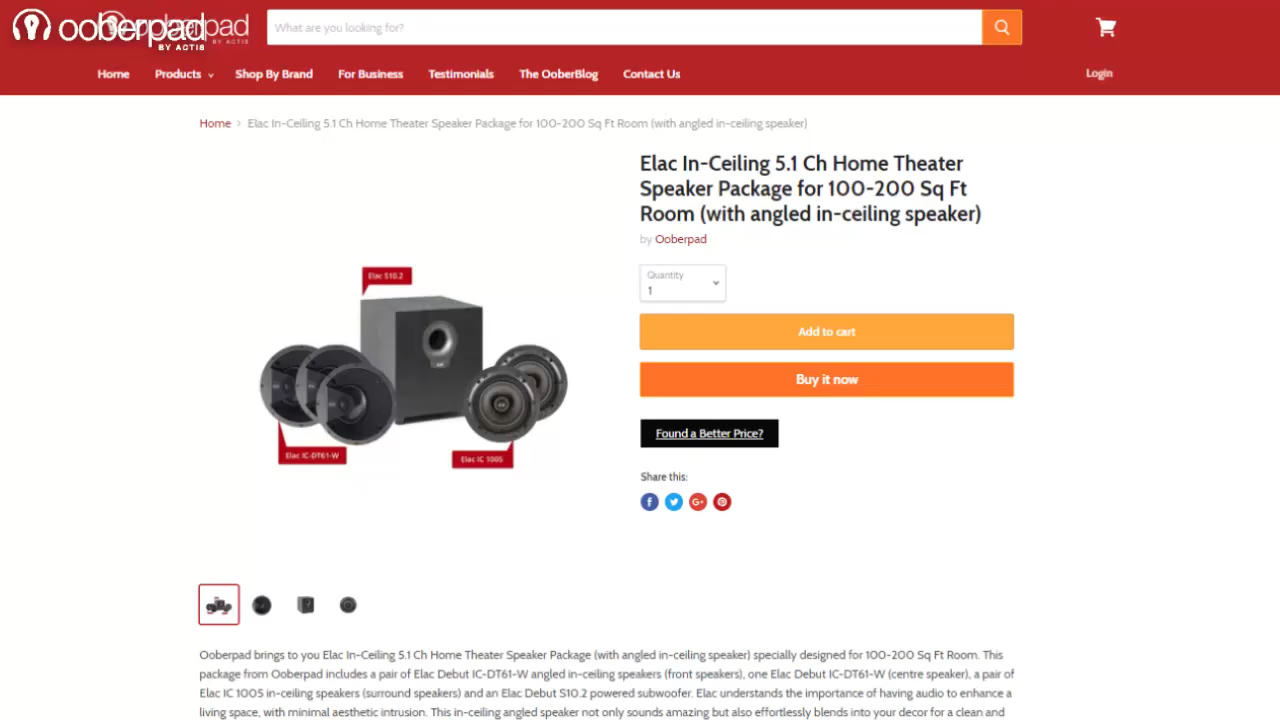 ooberpad
BY ACTIS
What are you looking for?
Home
Products
Shop By Brand
For Business
Testimonials
The OoberBlog
Contact Us
Login
Home > Elac In-Ceiling 5.1 Ch Home Theater Speaker Package for 100-200 Sq Ft Room (with angled in-ceiling speaker)
Elac In-Ceiling 5.1 Ch Home Theater
Speaker Package for 100-200 Sq Ft
Room (with angled in-ceiling speaker)
by Ooberpad
Quantity
1
Add to cart
Buy it now
Found a Better Price?
Share this:
Elac S10.2
Elac IC-DT61-W
Elac IC 1005
Ooberpad brings to you Elac In-Ceiling 5.1 Ch Home Theater Speaker Package (with angled in-ceiling speaker) specially designed for 100-200 Sq Ft Room. This
package from Ooberpad includes a pair of Elac Debut IC-DT61-W angled in-ceiling speakers (front speakers), one Elac Debut IC-DT61-W (centre speaker), a pair of
Elac IC 1005 in-ceiling speakers (surround speakers) and an Elac Debut S10.2 powered subwoofer. Elac understands the importance of having audio to enhance a
living space, with minimal aesthetic intrusion. This in-ceiling angled speaker not only sounds amazing but also effortlessly blends into your decor for a clean and